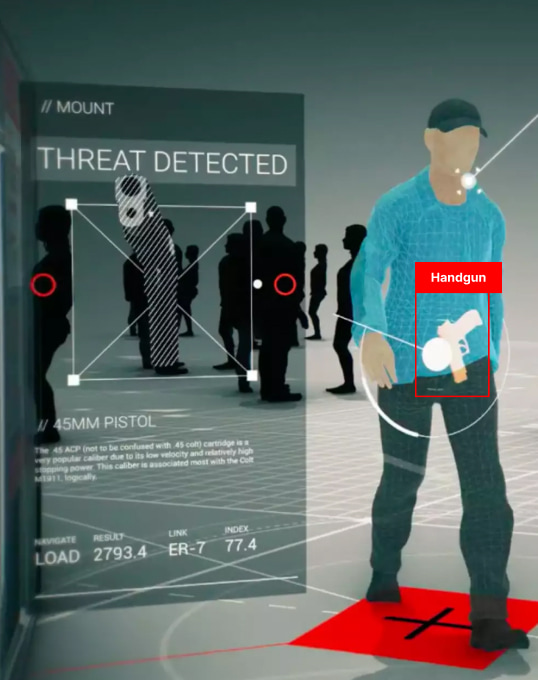 // MOUNT
THREAT DETECTED
Handgun
// 45MM PISTOL
The .45 ACP (not to be confused with .45 colt) cartridge is a
very popular caliber due to its low velocity and relatively high
stopping power. This caliber is associated most with the Colt
M1911, logically.
NAVIGATE
LOAD
RESULT
2793.4
LINK
ER-7
INDEX
77.4